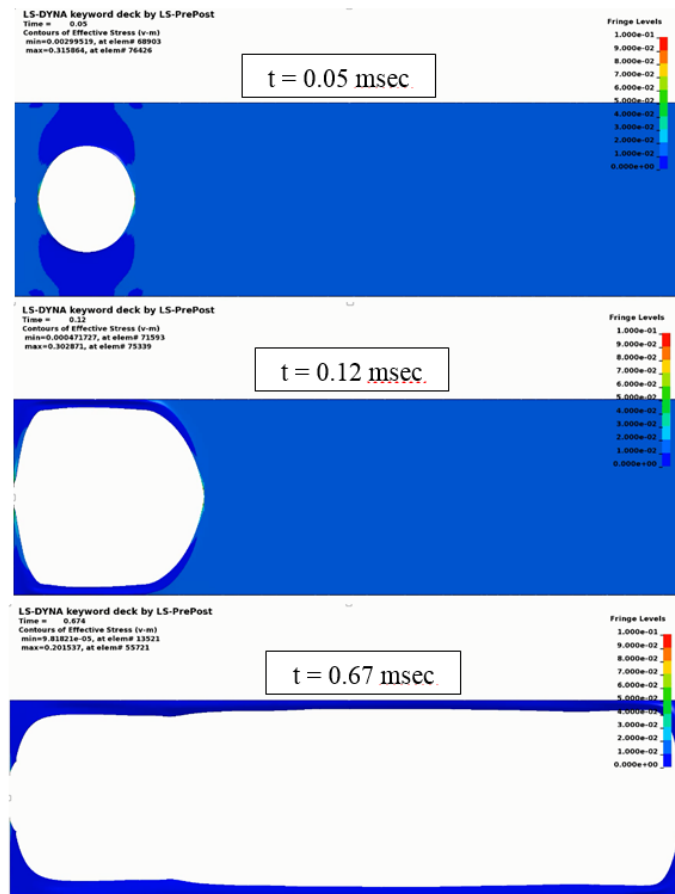 LS-DYNA keyword deck by LS-PrePost
Time = 0.05
Contours of Effective Stress (v-m)
min=0.00299519, at elem# 68903
max=0.315864, at elem# 76426
t = 0.05 msec
Fringe Levels
1.000e-01
9.000e-02
8.000e-02
7.000e-02
6.000e-02
5.000e-02
4.000e-02
3.000e-02
2.000e-02
1.000e-02
0.000e+00
LS-DYNA keyword deck by LS-PrePost
Time = 0.12
Contours of Effective Stress (v-m)
min=0.000471727, at elem# 71593
max=0.302871, at elem# 75339
t = 0.12 msec
Fringe Levels
1.000e-01
9.000e-02
8.000e-02
7.000e-02
6.000e-02
5.000e-02
4.000e-02
3.000e-02
2.000e-02
1.000e-02
0.000e+00
LS-DYNA keyword deck by LS-PrePost
Time = 0.674
Contours of Effective Stress (v-m)
min=9.81821e-05, at elem# 13521
max=0.201537, at elem# 55721
t = 0.67 msec
Fringe Levels
1.000e-01
9.000e-02
8.000e-02
7.000e-02
6.000e-02
5.000e-02
4.000e-02
3.000e-02
2.000e-02
1.000e-02
0.000e+00